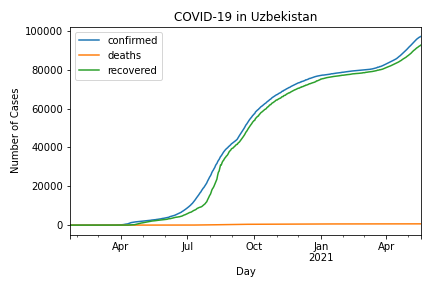 COVID-19 in Uzbekistan
confirmed
deaths
recovered
100000
80000
60000
40000
20000
0
Number of Cases
Apr
Jul
Oct
Jan
2021
Apr
Day